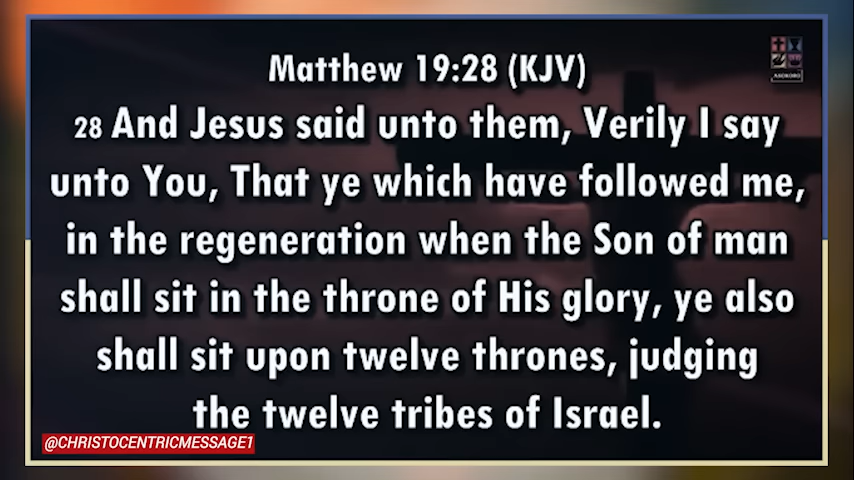 Matthew 19:28 (KJV)
28 And Jesus said unto them, Verily I say
unto You, That ye which have followed me,
in the regeneration when the Son of man
shall sit in the throne of His glory, ye also
shall sit upon twelve thrones, judging
the twelve tribes of Israel.
@CHRISTOCENTRICMESSAGE1
ASOKORO